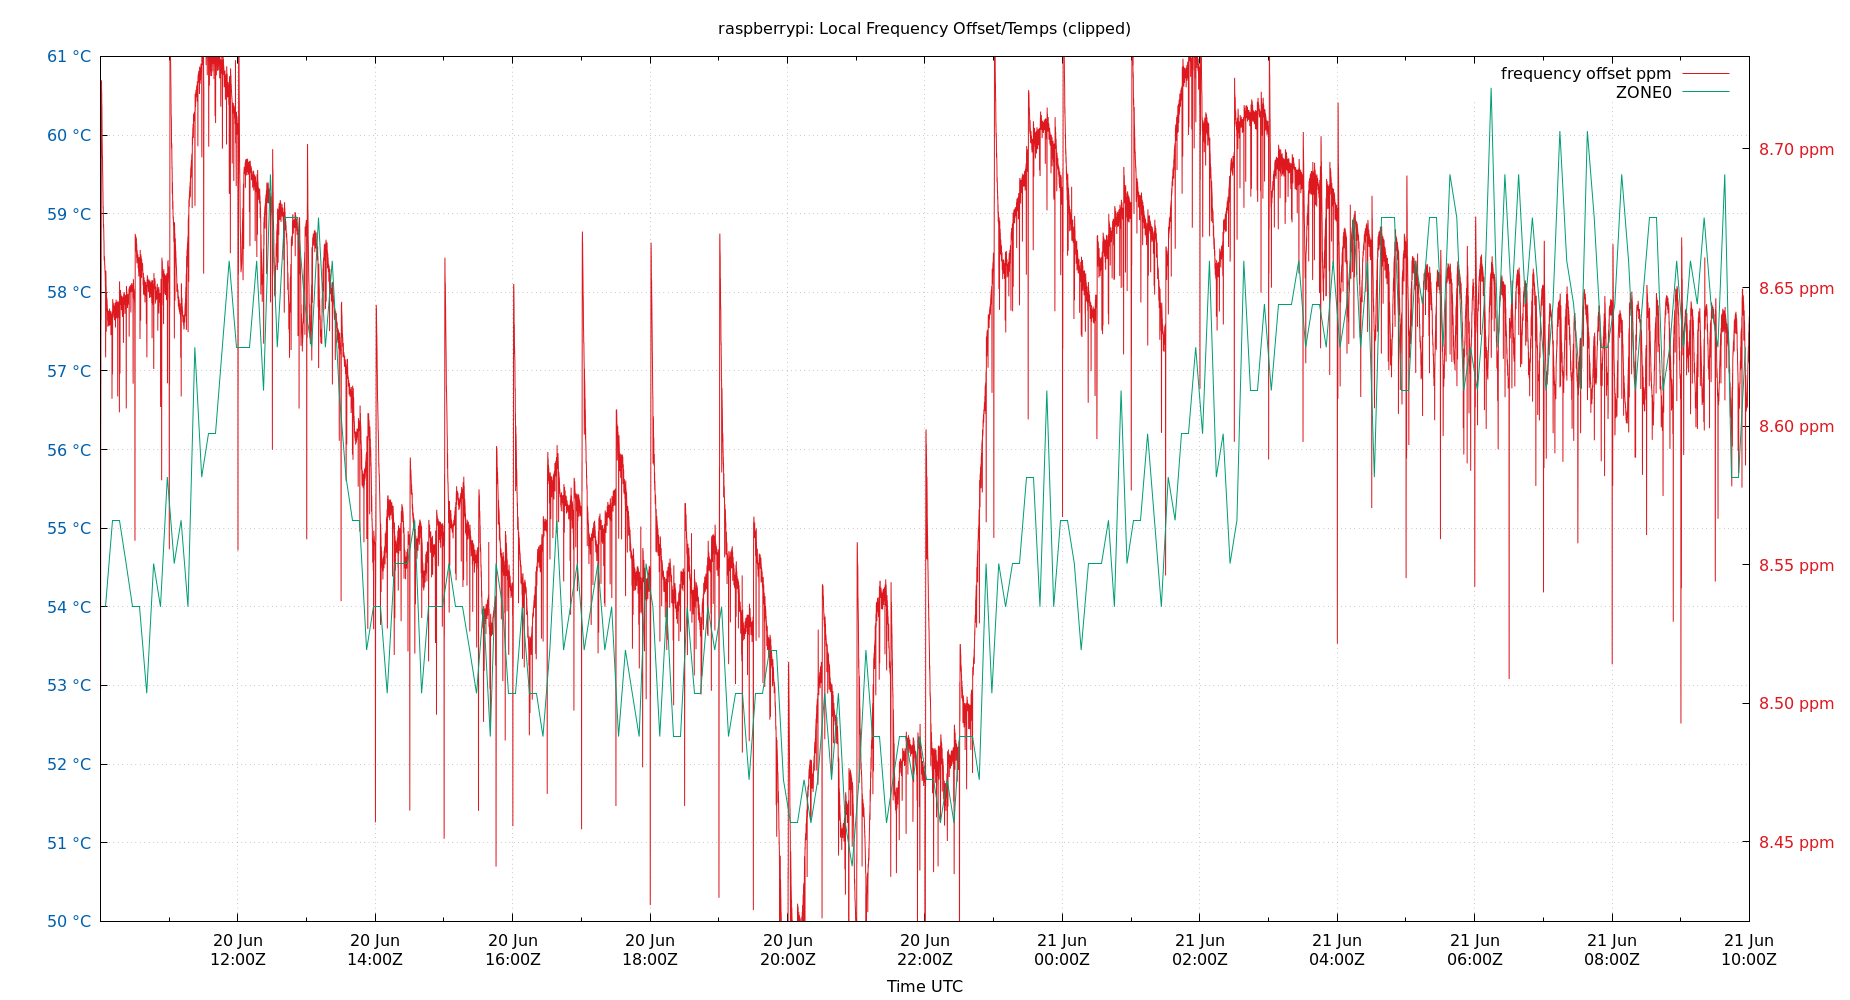 raspberrypi: Local Frequency Offset/Temps (clipped)
61 °C
60 °C
59 °C
58 °C
57 °C
56 °C
55 °C
54 °C
53 °C
52 °C
51 °C
50 °C
frequency offset ppm
ZONE0
8.70 ppm
8.65 ppm
8.60 ppm
8.55 ppm
8.50 ppm
8.45 ppm
20 Jun
12:00Z
20 Jun
14:00Z
20 Jun
16:00Z
20 Jun
18:00Z
20 Jun
20:00Z
20 Jun
22:00Z
21 Jun
00:00Z
21 Jun
02:00Z
21 Jun
04:00Z
21 Jun
06:00Z
21 Jun
08:00Z
21 Jun
10:00Z
Time UTC